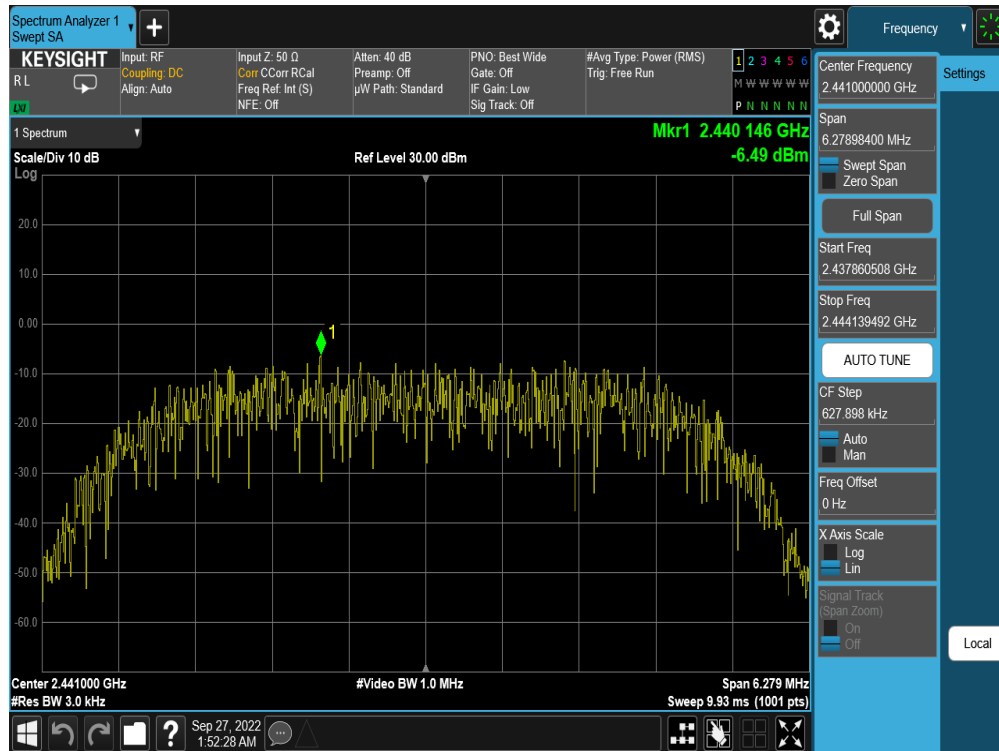 Spectrum Analyzer 1
Swept SA
Frequency
KEYSIGHT
R L
LXI
Input: RF
Coupling: DC
Align: Auto
Input Z: 50 Ω
Corr CCorr RCal
Freq Ref: Int (S)
NFE: Off
Atten: 40 dB
Preamp: Off
µW Path: Standard
PNO: Best Wide
Gate: Off
IF Gain: Low
Sig Track: Off
#Avg Type: Power (RMS)
Trig: Free Run
1 2 3 4 5 6
M W W W W W
P N N N N N
1 Spectrum
Mkr1 2.440 146 GHz
Scale/Div 10 dB
Ref Level 30.00 dBm
-6.49 dBm
Log
20.0
10.0
0.00
1
-10.0
-20.0
-30.0
-40.0
-50.0
-60.0
Center 2.441000 GHz
#Video BW 1.0 MHz
Span 6.279 MHz
#Res BW 3.0 kHz
Sweep 9.93 ms (1001 pts)
Sep 27, 2022
1:52:28 AM
?
Center Frequency
2.441000000 GHz
Settings
Span
6.27898400 MHz
Swept Span
Zero Span
Full Span
Start Freq
2.437860508 GHz
Stop Freq
2.444139492 GHz
AUTO TUNE
CF Step
627.898 kHz
Auto
Man
Freq Offset
0 Hz
X Axis Scale
Log
Lin
Signal Track
(Span Zoom)
On
Off
Local